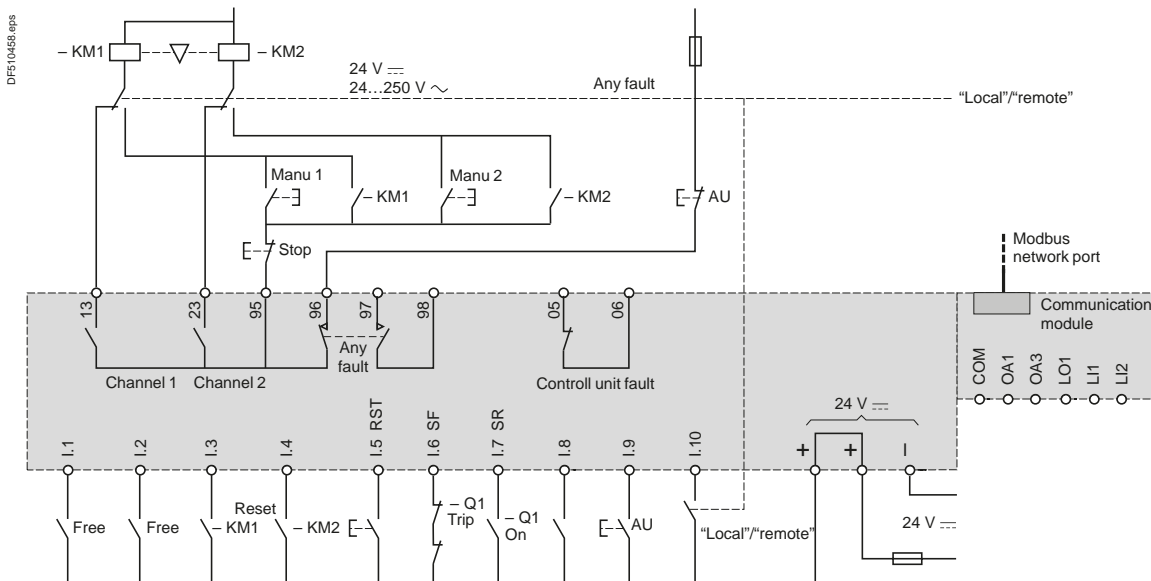 DF510458.eps
– KM1
– KM2
24 V ⎓
24...250 V ∼
Any fault
“Local”/“remote”
Manu 1
– KM1
Manu 2
– KM2
AU
Stop
Modbus
network port
13
23
95
96
97
98
05
06
Communication
module
Any
fault
Channel 1
Channel 2
Controll unit fault
COM
OA1
OA3
LO1
LI1
LI2
24 V ⎓
I.1
I.2
I.3
I.4
I.5 RST
I.6 SF
I.7 SR
I.8
I.9
I.10
+
+
I
Free
Free
– KM1
Reset
– KM2
– Q1
Trip
– Q1
On
AU
“Local”/“remote”
24 V ⎓